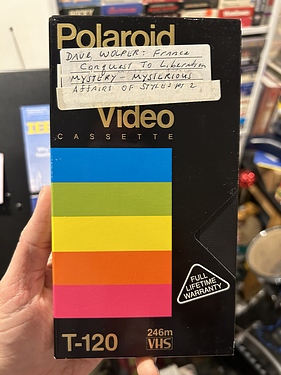 Polaroid
DAVE WOLPER: France
Conquest To Liberation
MYSTERY - MYSTERIOUS
AFFAIRS OF STYLES PT 2
Video
CASSETTE
FULL
LIFETIME
WARRANTY
T-120
246m
VHS